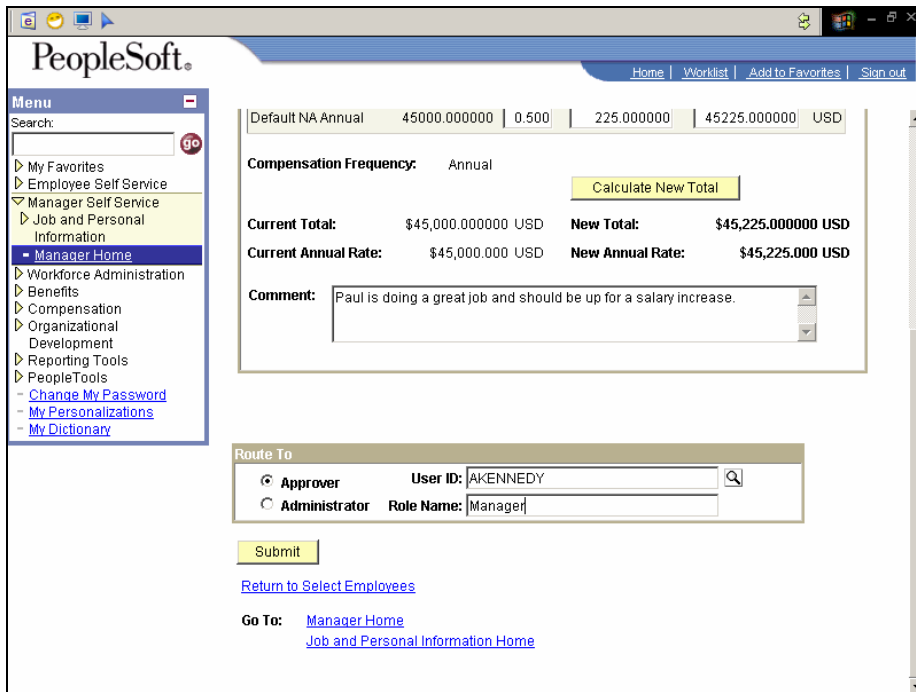 PeopleSoft®
Home | Worklist | Add to Favorites | Sign out
Menu
Search:
go
My Favorites
Employee Self Service
Manager Self Service
Job and Personal
Information
- Manager Home
Workforce Administration
Benefits
Compensation
Organizational
Development
Reporting Tools
PeopleTools
- Change My Password
- My Personalizations
- My Dictionary
Default NA Annual 45000.000000 0.500 225.000000 45225.000000 USD
Compensation Frequency: Annual
Calculate New Total
Current Total: $45,000.000000 USD New Total: $45,225.000000 USD
Current Annual Rate: $45,000.000 USD New Annual Rate: $45,225.000 USD
Comment: Paul is doing a great job and should be up for a salary increase.
Route To
Approver User ID: AKENNEDY
Administrator Role Name: Manager
Submit
Return to Select Employees
Go To: Manager Home
Job and Personal Information Home